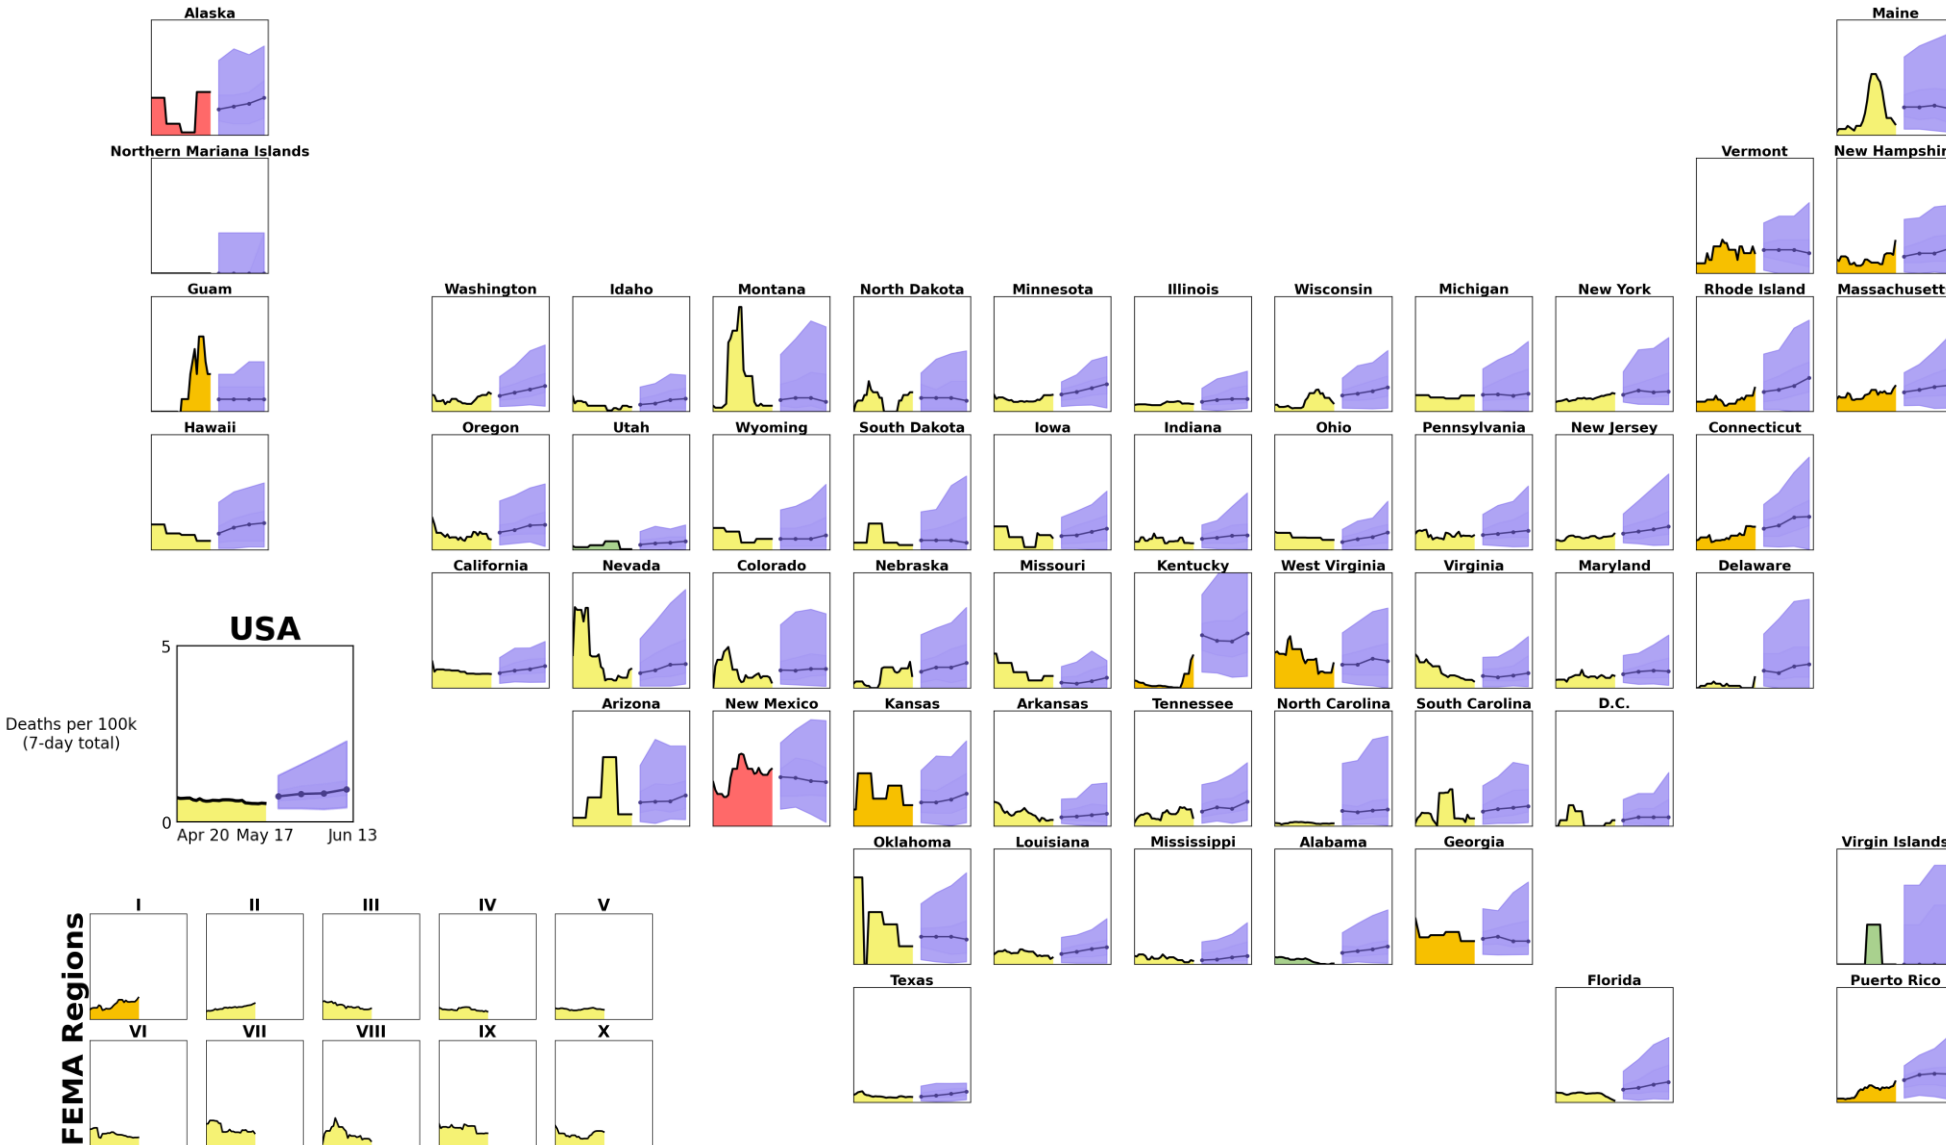 Alaska
Maine
Northern Mariana Islands
Vermont
New Hampshir
Guam
Washington
Idaho
Montana
North Dakota
Minnesota
Illinois
Wisconsin
Michigan
New York
Rhode Island
Massachusett
Hawaii
Oregon
Utah
Wyoming
South Dakota
Iowa
Indiana
Ohio
Pennsylvania
New Jersey
Connecticut
California
Nevada
Colorado
Nebraska
Missouri
Kentucky
West Virginia
Virginia
Maryland
Delaware
USA
5
Deaths per 100k
(7-day total)
0
Apr 20 May 17 Jun 13
Arizona
New Mexico
Kansas
Arkansas
Tennessee
North Carolina
South Carolina
D.C.
Oklahoma
Louisiana
Mississippi
Alabama
Georgia
Virgin Islands
Texas
Florida
Puerto Rico
FEMA Regions
I
II
III
IV
V
VI
VII
VIII
IX
X